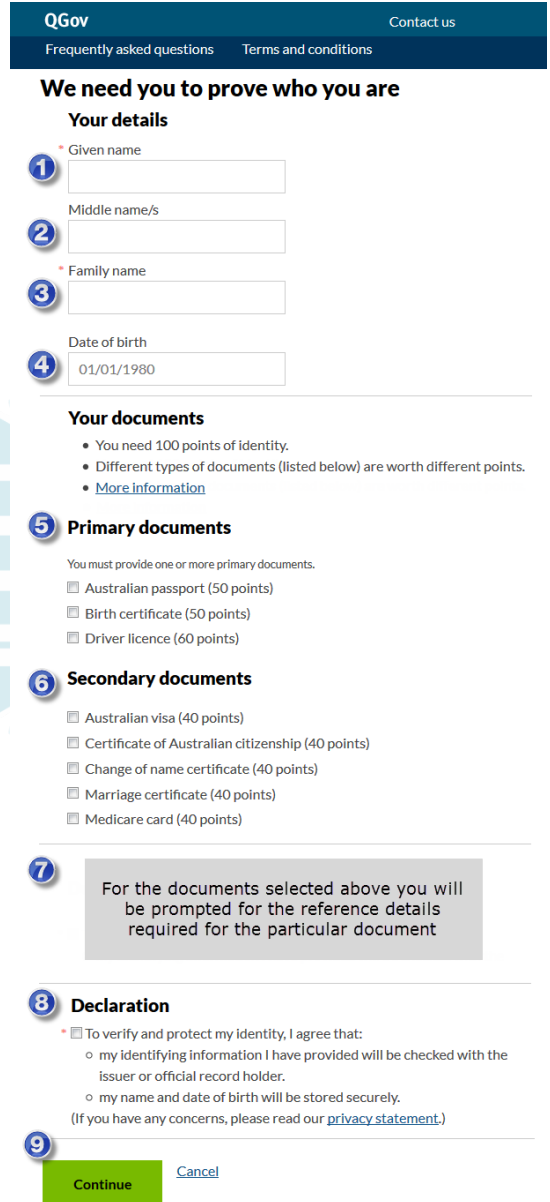 QGov Contact us
Frequently asked questions Terms and conditions
We need you to prove who you are
Your details
* Given name
1
Middle name/s
2
* Family name
3
Date of birth
4 01/01/1980
Your documents
• You need 100 points of identity.
• Different types of documents (listed below) are worth different points.
• More information
5 Primary documents
You must provide one or more primary documents.
Australian passport (50 points)
Birth certificate (50 points)
Driver licence (60 points)
6 Secondary documents
Australian visa (40 points)
Certificate of Australian citizenship (40 points)
Change of name certificate (40 points)
Marriage certificate (40 points)
Medicare card (40 points)
7
For the documents selected above you will
be prompted for the reference details
required for the particular document
8 Declaration
* To verify and protect my identity, I agree that:
my identifying information I have provided will be checked with the
issuer or official record holder.
my name and date of birth will be stored securely.
(If you have any concerns, please read our privacy statement.)
9
Continue Cancel